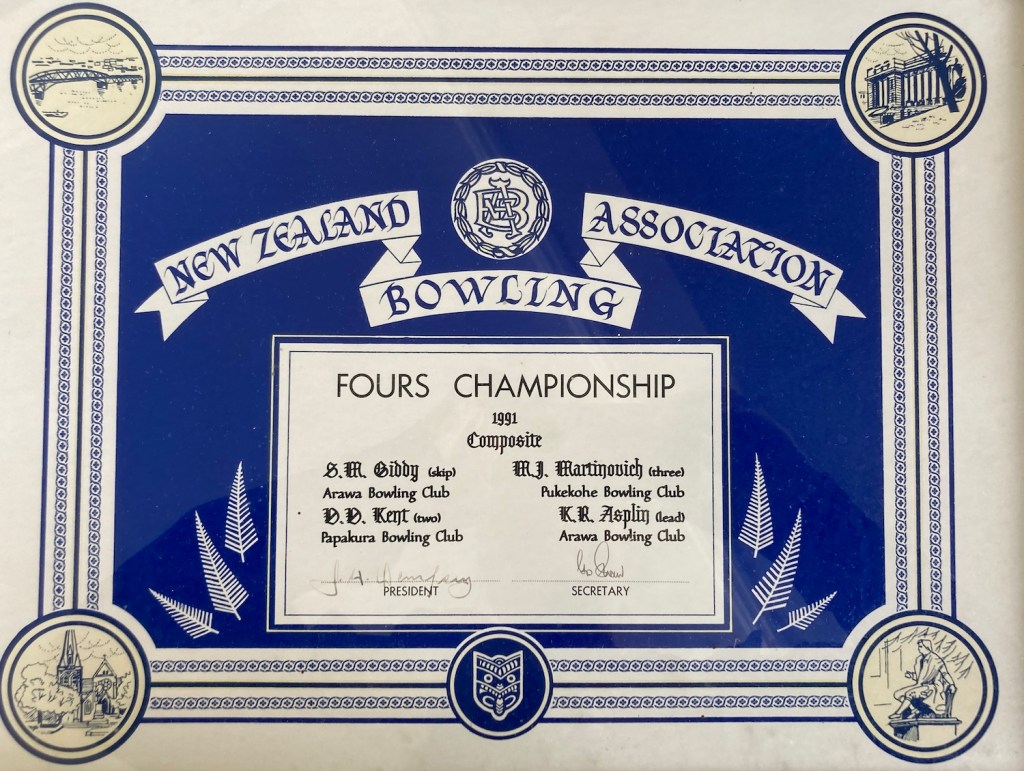 NEW ZEALAND BOWLING ASSOCIATION
FOURS CHAMPIONSHIP
1991
Composite
S.M. Giddy (skip) M.J. Martinovich (three)
Arawa Bowling Club Pukekohe Bowling Club
D.D. Kent (two) K.R. Asplin (lead)
Papakura Bowling Club Arawa Bowling Club
PRESIDENT SECRETARY